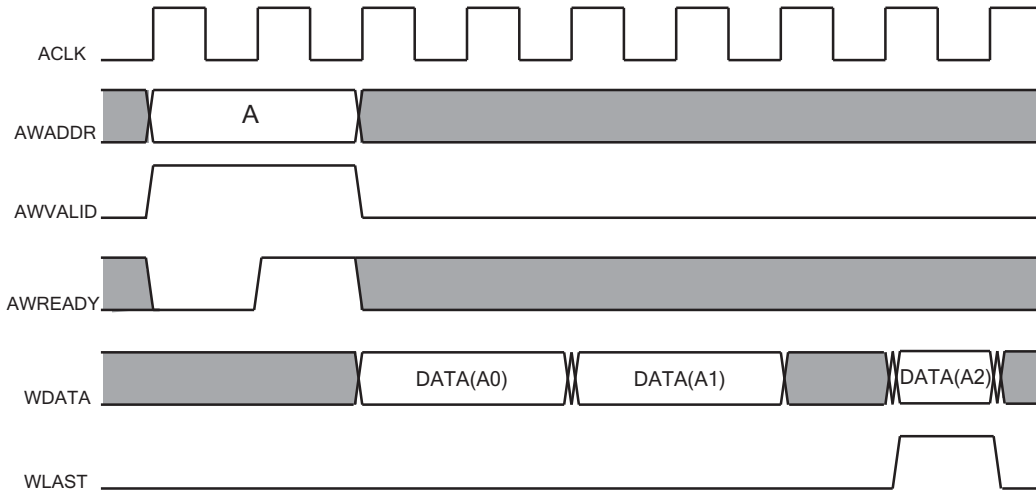 ACLK
AWADDR A
AWVALID
AWREADY
WDATA DATA(A0) DATA(A1) DATA(A2)
WLAST